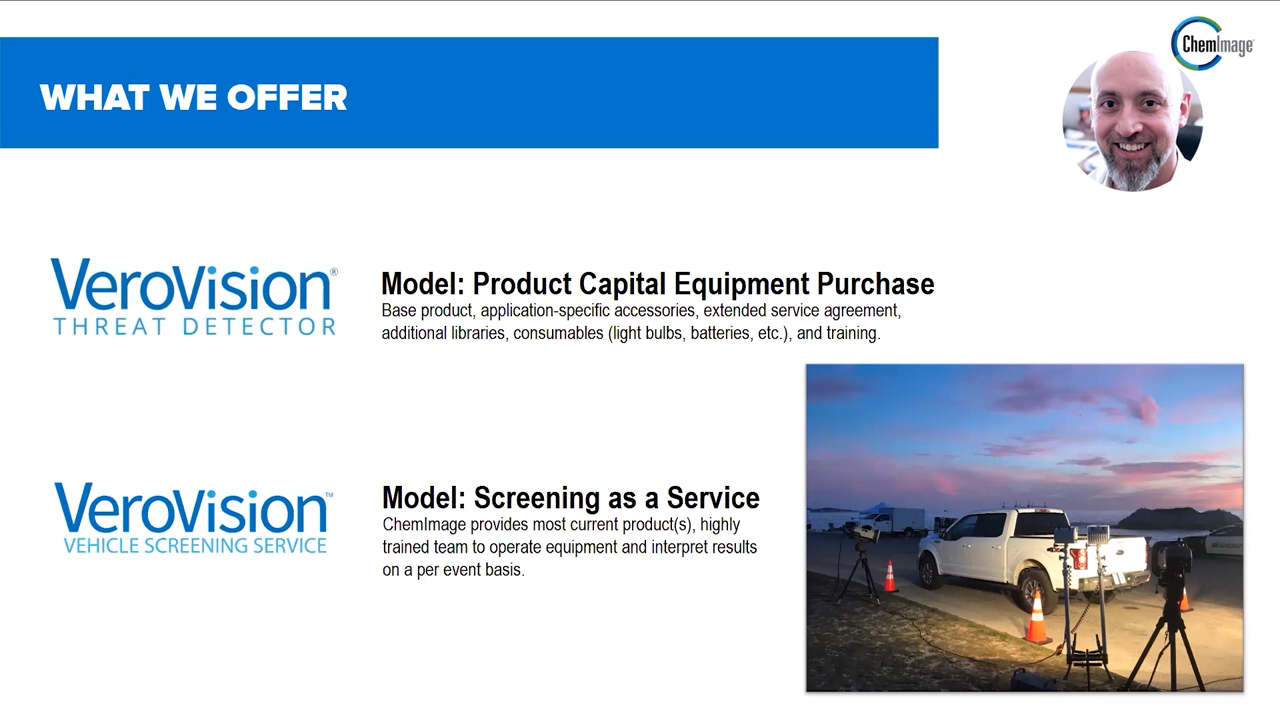 ChemImage
WHAT WE OFFER
VeroVision®
THREAT DETECTOR
Model: Product Capital Equipment Purchase
Base product, application-specific accessories, extended service agreement,
additional libraries, consumables (light bulbs, batteries, etc.), and training.
VeroVision™
VEHICLE SCREENING SERVICE
Model: Screening as a Service
ChemImage provides most current product(s), highly
trained team to operate equipment and interpret results
on a per event basis.